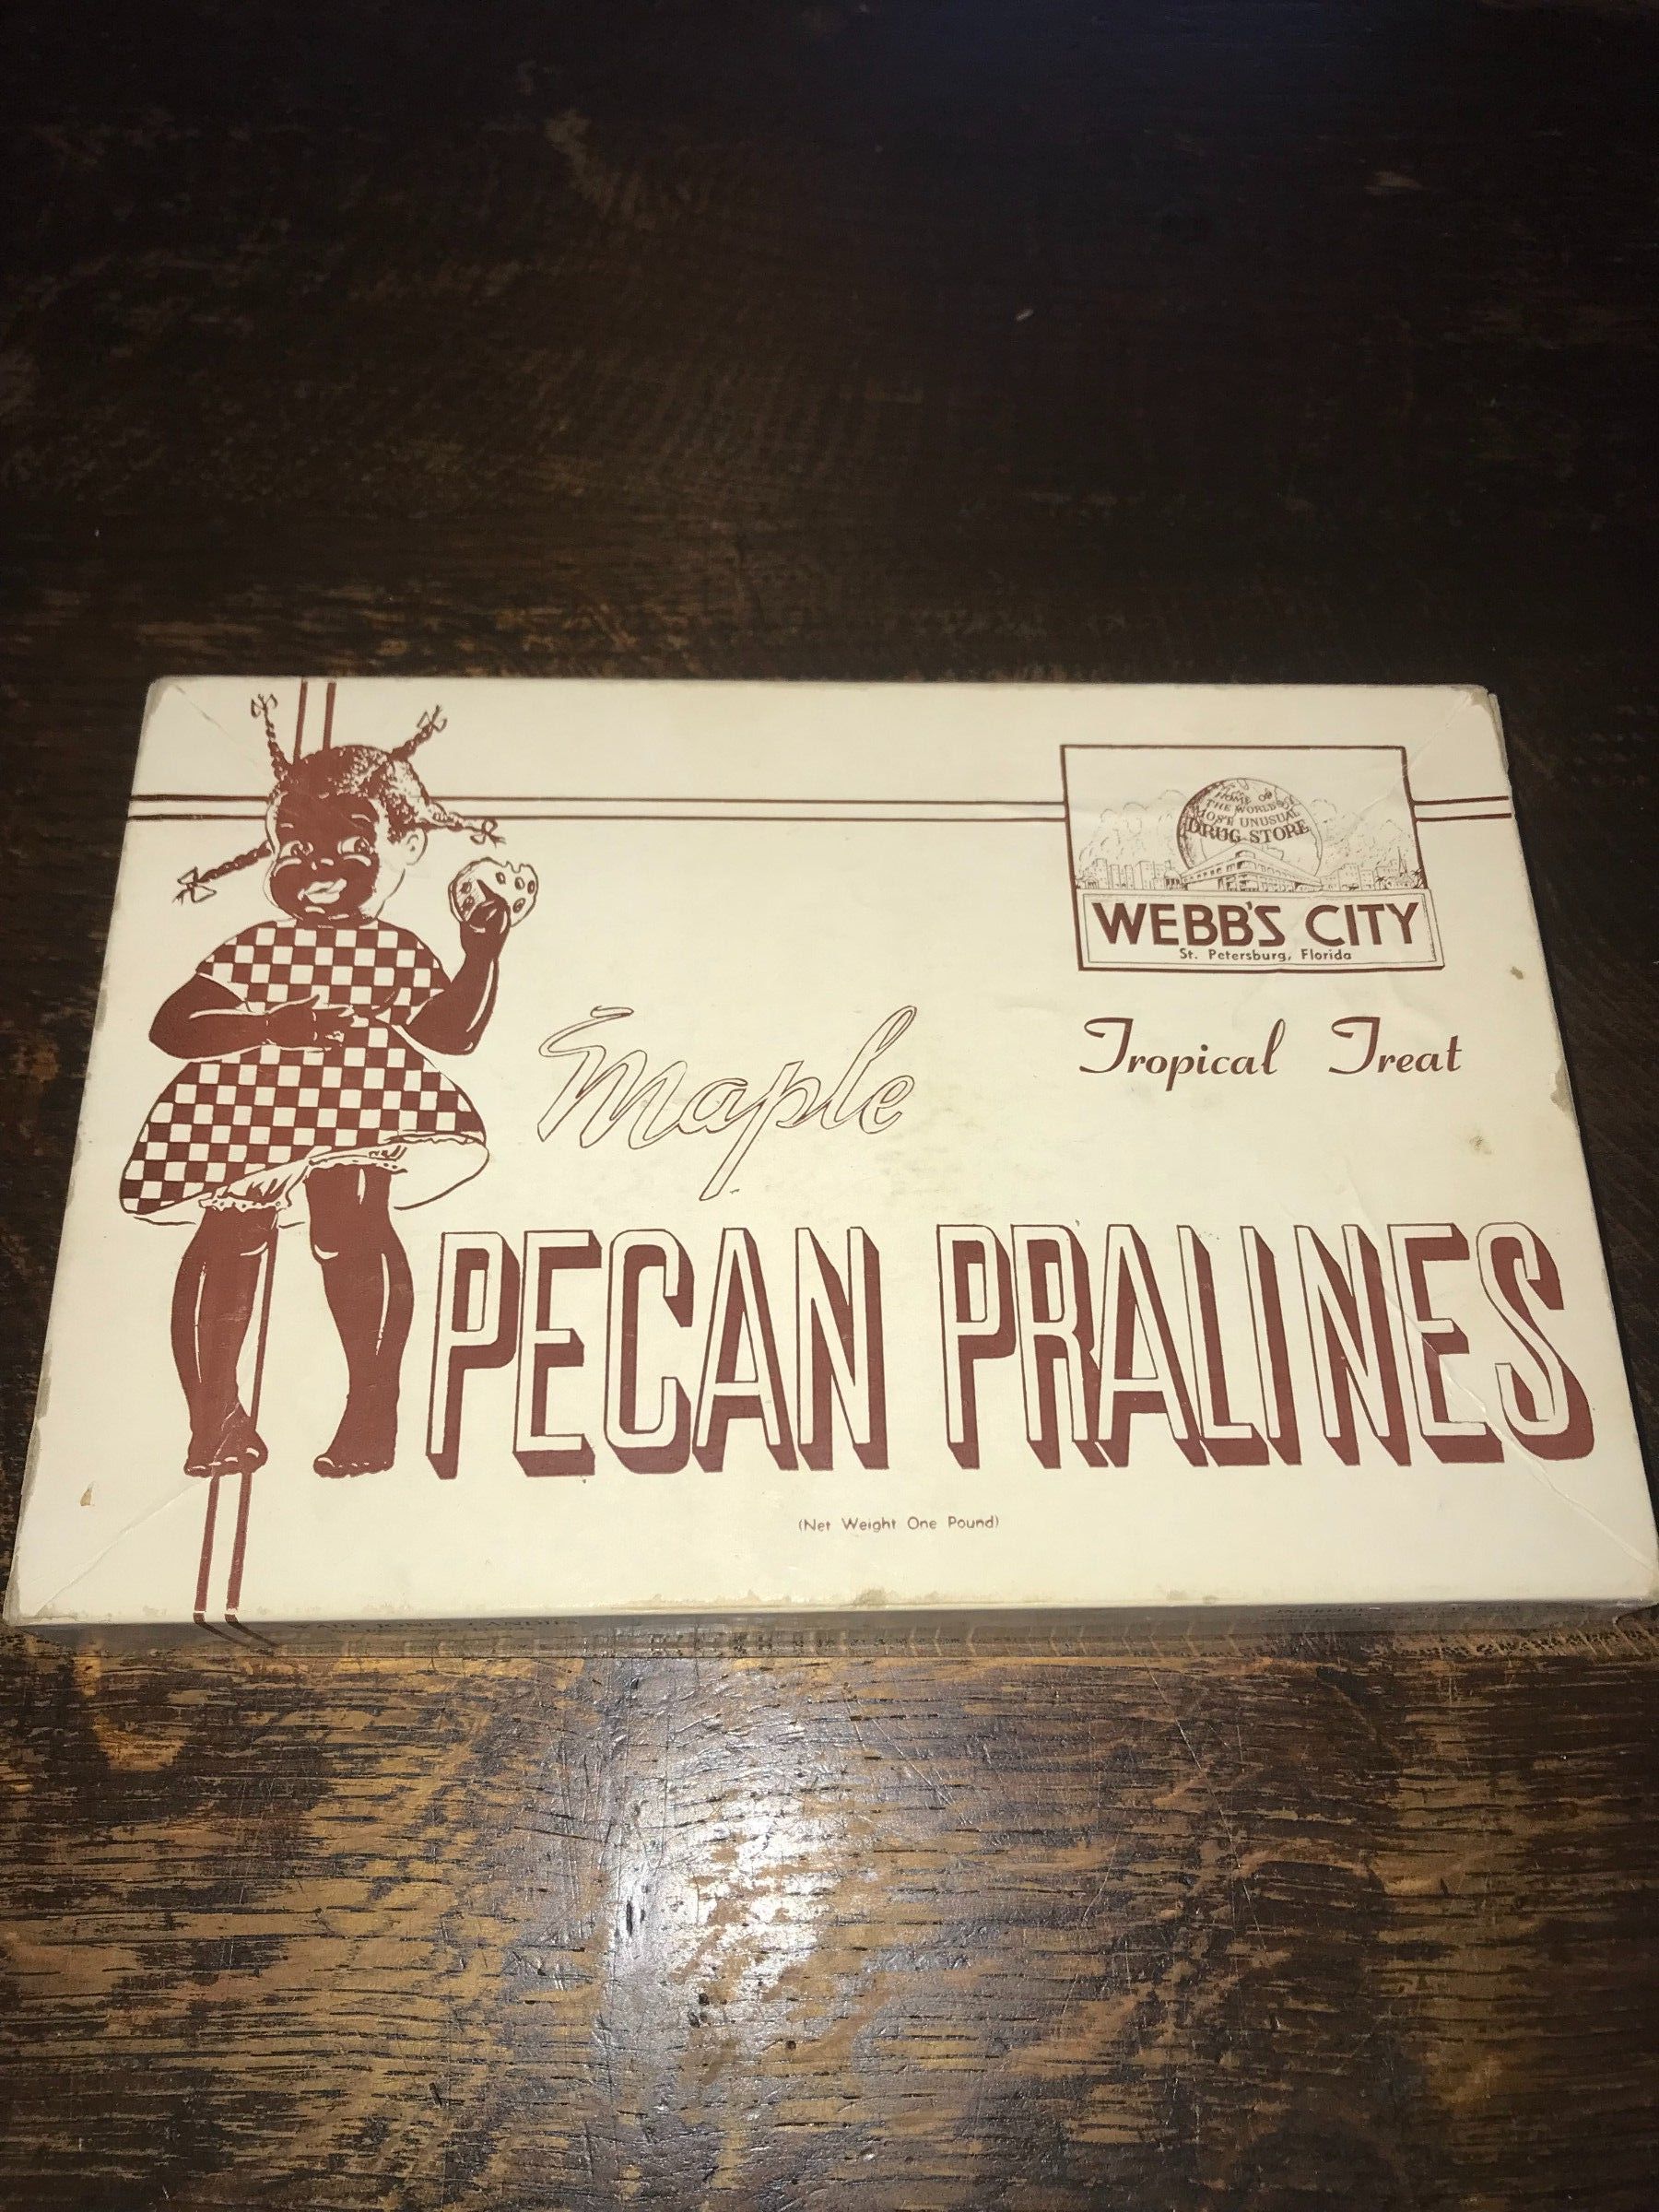 HOME OF
THE WORLD'S
MOST UNUSUAL
DRUG STORE
WEBB'S CITY
St. Petersburg, Florida
Tropical Treat
Maple
PECAN PRALINES
(Net Weight One Pound)